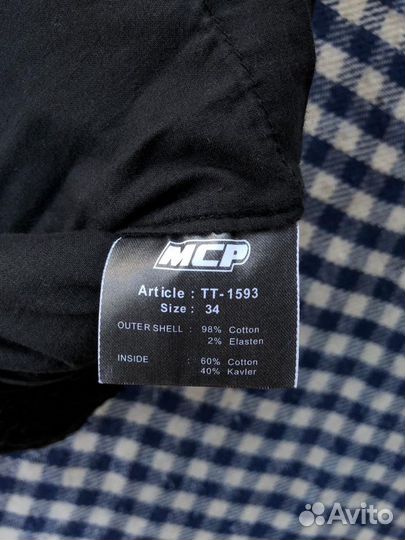 MCP
Article : TT-1593
Size : 34
OUTER SHELL : 98% Cotton
2% Elasten
INSIDE : 60% Cotton
40% Kavler
Avito